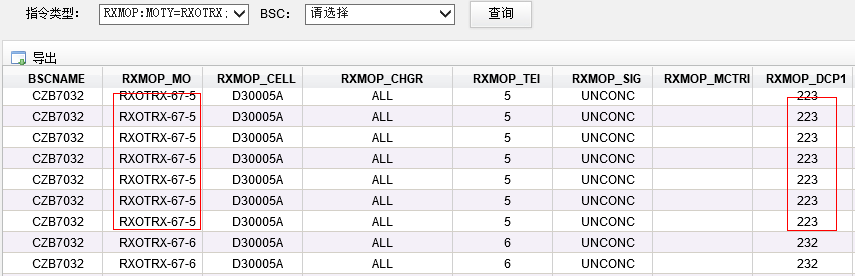 指令类型： RXMOP:MOTY=RXOTRX; BSC： 请选择 查询
导出
BSCNAME RXMOP_MO RXMOP_CELL RXMOP_CHGR RXMOP_TEI RXMOP_SIG RXMOP_MCTRI RXMOP_DCP1
CZB7032 RXOTRX-67-5 D30005A ALL 5 UNCONC 223
CZB7032 RXOTRX-67-5 D30005A ALL 5 UNCONC 223
CZB7032 RXOTRX-67-5 D30005A ALL 5 UNCONC 223
CZB7032 RXOTRX-67-5 D30005A ALL 5 UNCONC 223
CZB7032 RXOTRX-67-5 D30005A ALL 5 UNCONC 223
CZB7032 RXOTRX-67-5 D30005A ALL 5 UNCONC 223
CZB7032 RXOTRX-67-5 D30005A ALL 5 UNCONC 223
CZB7032 RXOTRX-67-6 D30005A ALL 6 UNCONC 232
CZB7032 RXOTRX-67-6 D30005A ALL 6 UNCONC 232